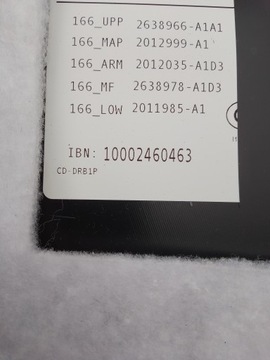 166_UPP 2638966-A1A1
166_MAP 2012999-A1
166_ARM 2012035-A1D3
166_MF 2638978-A1D3
166_LOW 2011985-A1
IBN: 10002460463
CD-DRB1P